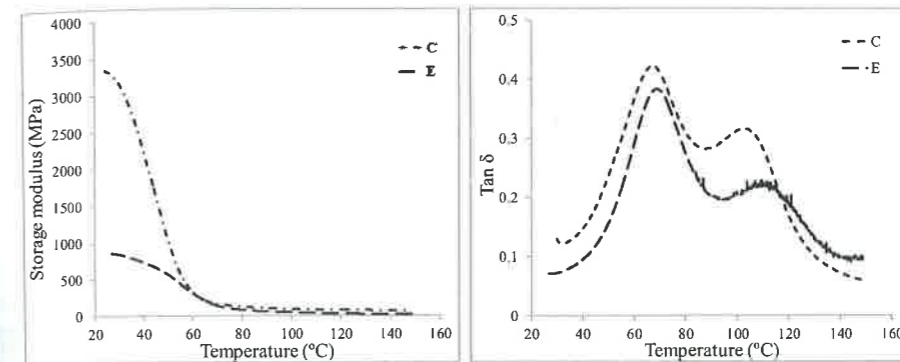 4000
3500
3000
2500
2000
1500
1000
500
0
Storage modulus (MPa)
C
E
20 40 60 80 100 120 140 160
Temperature (ºC)
0.5
0.4
0.3
0.2
0.1
0
Tan δ
C
E
20 40 60 80 100 120 140 160
Temperature (ºC)